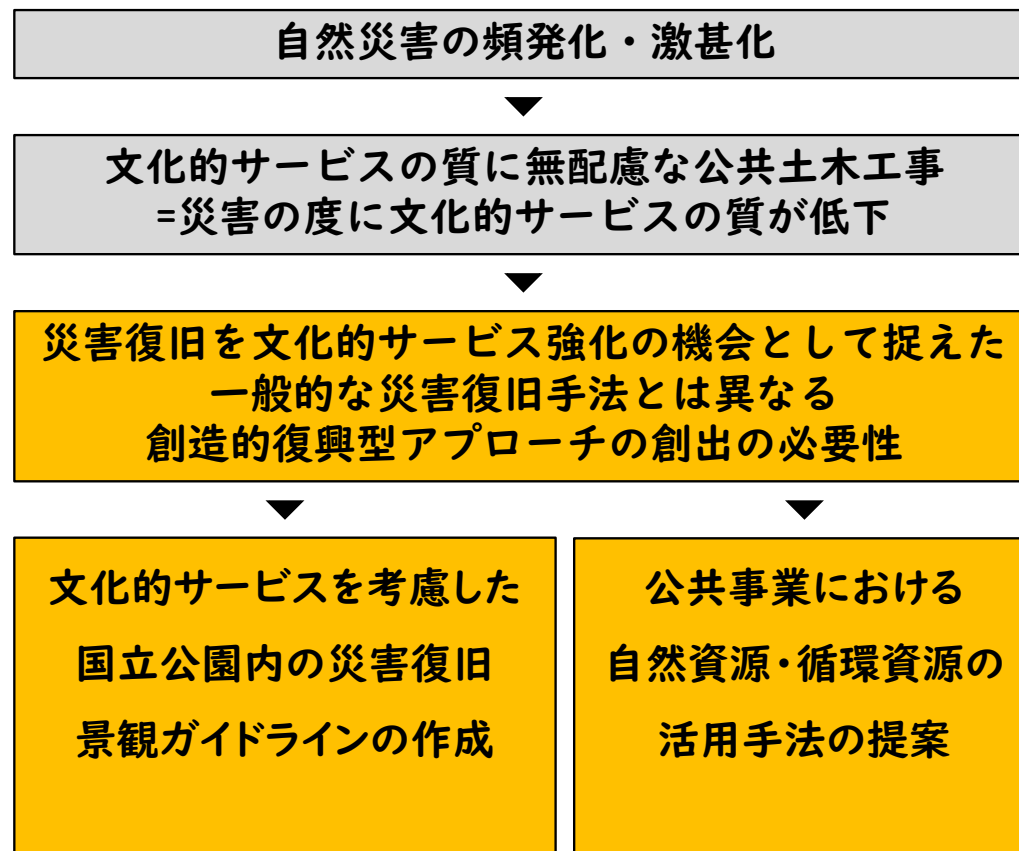 自然災害の頻発化・激甚化
文化的サービスの質に無配慮な公共土木工事
=災害の度に文化的サービスの質が低下
災害復旧を文化的サービス強化の機会として捉えた
一般的な災害復旧手法とは異なる
創造的復興型アプローチの創出の必要性
文化的サービスを考慮した
国立公園内の災害復旧
景観ガイドラインの作成
公共事業における
自然資源・循環資源の
活用手法の提案